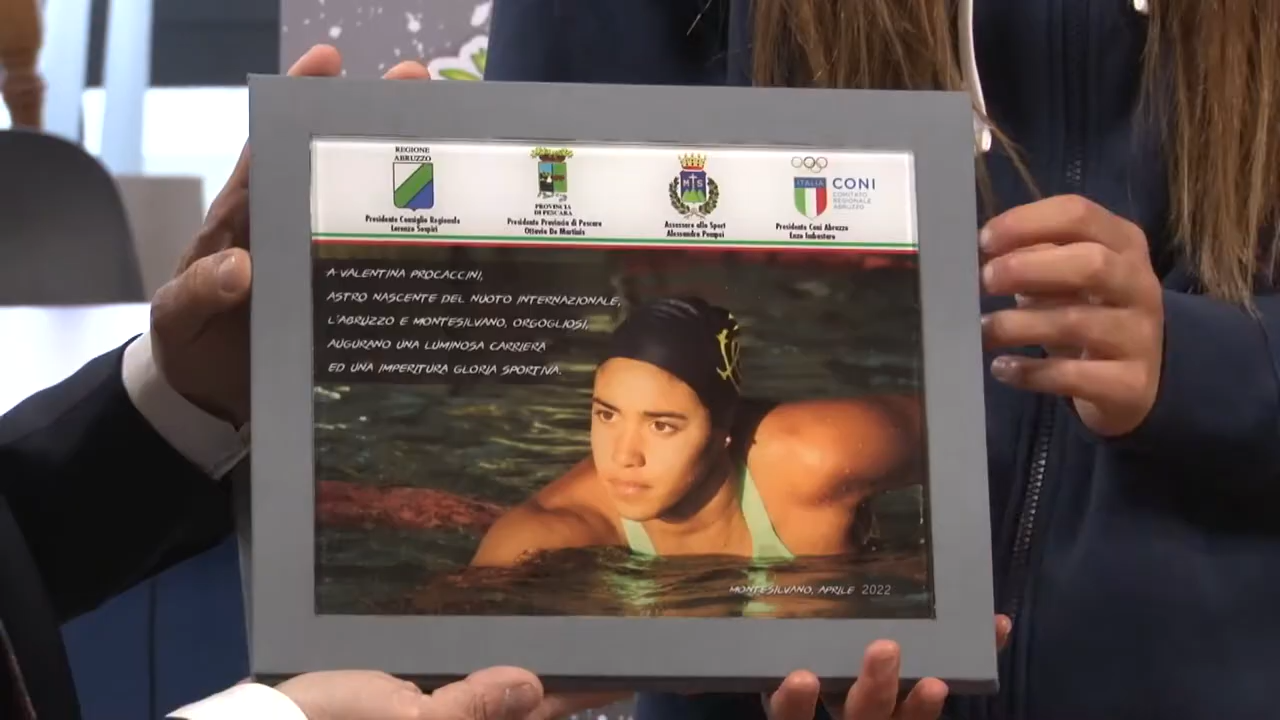 REGIONE
ABRUZZO
Presidente Consiglio Regionale
Lorenzo Sospiri
PROVINCIA
DI PESCARA
Presidente Provincia di Pescara
Ottavio De Martinis
M S
Assessore allo Sport
Alessandro Pompei
ITALIA
CONI
COMITATO
REGIONALE
ABRUZZO
Presidente Coni Abruzzo
Enzo Imbastaro
A VALENTINA PROCACCINI,
ASTRO NASCENTE DEL NUOTO INTERNAZIONALE,
L'ABRUZZO E MONTESILVANO, ORGOGLIOSI,
AUGURANO UNA LUMINOSA CARRIERA
ED UNA IMPERITURA GLORIA SPORTIVA.
MONTESILVANO, APRILE 2022